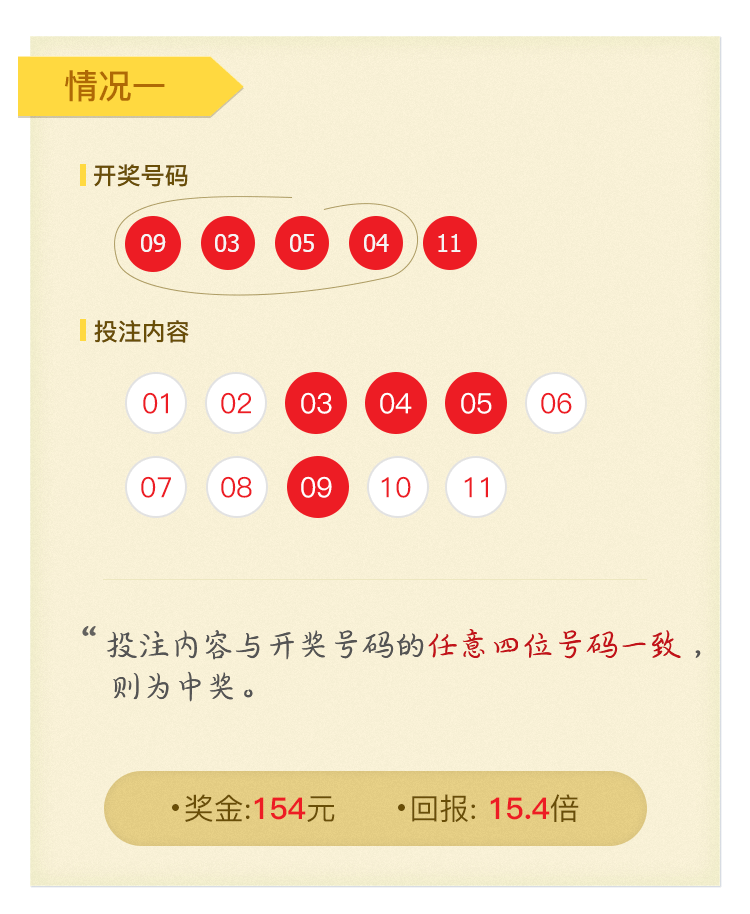 情况一
开奖号码
09 03 05 04 11
投注内容
01 02 03 04 05 06
07 08 09 10 11
“投注内容与开奖号码的任意四位号码一致，
则为中奖。
•奖金:154元 •回报: 15.4倍